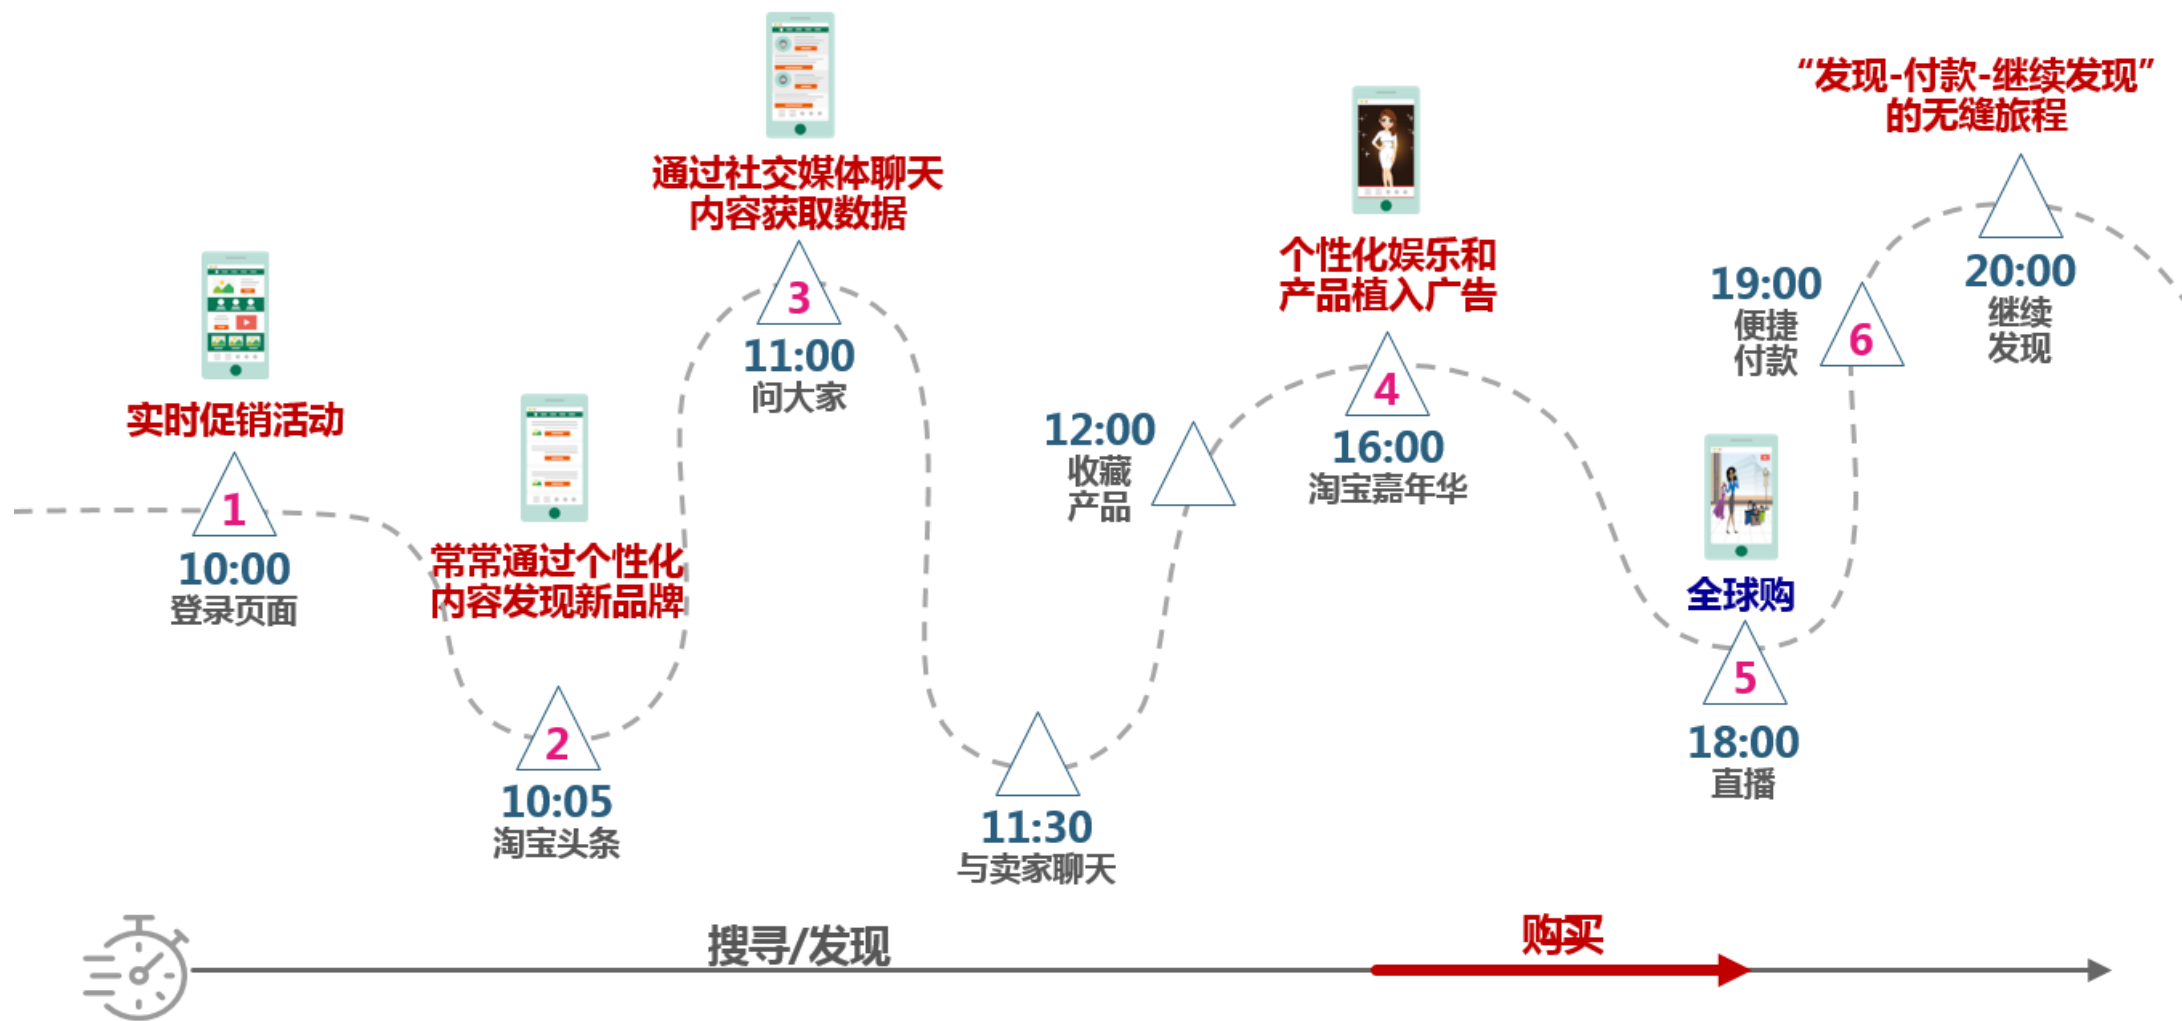 实时促销活动
1
10:00
登录页面
常常通过个性化
内容发现新品牌
2
10:05
淘宝头条
通过社交媒体聊天
内容获取数据
3
11:00
问大家
11:30
与卖家聊天
12:00
收藏
产品
个性化娱乐和
产品植入广告
4
16:00
淘宝嘉年华
全球购
5
18:00
直播
19:00
便捷
付款
6
“发现-付款-继续发现”
的无缝旅程
20:00
继续
发现
搜寻/发现
购买